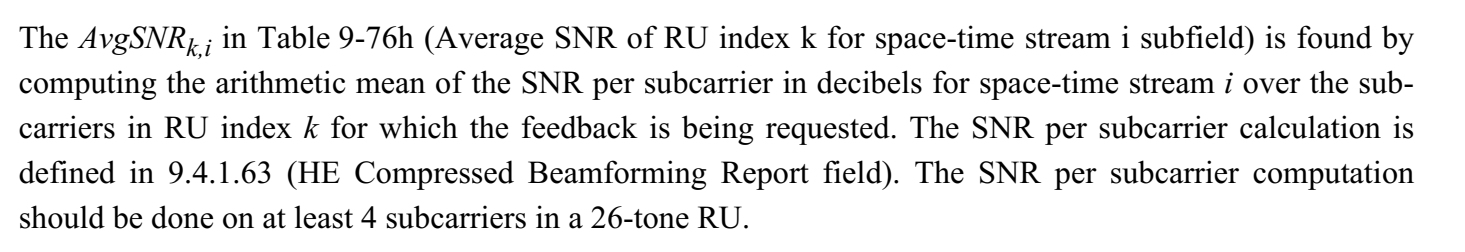 The AvgSNRk,i in Table 9-76h (Average SNR of RU index k for space-time stream i subfield) is found by
computing the arithmetic mean of the SNR per subcarrier in decibels for space-time stream i over the sub-
carriers in RU index k for which the feedback is being requested. The SNR per subcarrier calculation is
defined in 9.4.1.63 (HE Compressed Beamforming Report field). The SNR per subcarrier computation
should be done on at least 4 subcarriers in a 26-tone RU.